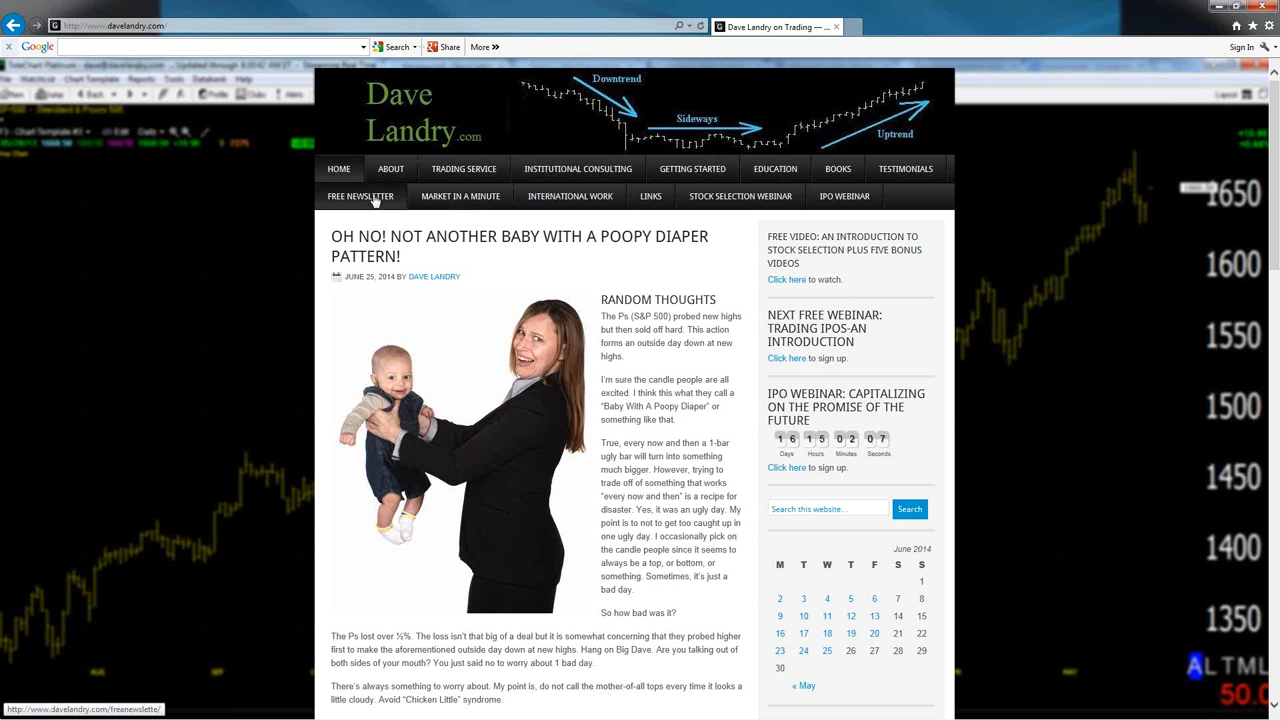 http://www.davelandry.com/
Dave Landry on Trading — ...
Google
Search
Share
More »
Sign In
Dave
Landry.com
Downtrend
Sideways
Uptrend
HOME ABOUT TRADING SERVICE INSTITUTIONAL CONSULTING GETTING STARTED EDUCATION BOOKS TESTIMONIALS
FREE NEWSLETTER MARKET IN A MINUTE INTERNATIONAL WORK LINKS STOCK SELECTION WEBINAR IPO WEBINAR
OH NO! NOT ANOTHER BABY WITH A POOPY DIAPER
PATTERN!
JUNE 25, 2014 BY DAVE LANDRY
RANDOM THOUGHTS
The Ps (S&P 500) probed new highs
but then sold off hard. This action
forms an outside day down at new
highs.
I'm sure the candle people are all
excited. I think this what they call a
"Baby With A Poopy Diaper" or
something like that.
True, every now and then a 1-bar
ugly bar will turn into something
much bigger. However, trying to
trade off of something that works
"every now and then" is a recipe for
disaster. Yes, it was an ugly day. My
point is to not to get too caught up in
one ugly day. I occasionally pick on
the candle people since it seems to
always be a top, or bottom, or
something. Sometimes, it's just a
bad day.
So how bad was it?
The Ps lost over ½%. The loss isn't that big of a deal but it is somewhat concerning that they probed higher
first to make the aforementioned outside day down at new highs. Hang on Big Dave. Are you talking out of
both sides of your mouth? You just said no to worry about 1 bad day.
There's always something to worry about. My point is, do not call the mother-of-all tops every time it looks a
little cloudy. Avoid "Chicken Little" syndrome.
FREE VIDEO: AN INTRODUCTION TO
STOCK SELECTION PLUS FIVE BONUS
VIDEOS
Click here to watch.
NEXT FREE WEBINAR:
TRADING IPOS-AN
INTRODUCTION
Click here to sign up.
IPO WEBINAR: CAPITALIZING
ON THE PROMISE OF THE
FUTURE
16 15 02 07
Days Hours Minutes Seconds
Click here to sign up.
Search this website... Search
June 2014
M T W T F S S
1
2 3 4 5 6 7 8
9 10 11 12 13 14 15
16 17 18 19 20 21 22
23 24 25 26 27 28 29
30
« May
1650
1600
1550
1500
1450
1400
1350
ALTML
50.0
http://www.davelandry.com/freenewslette/